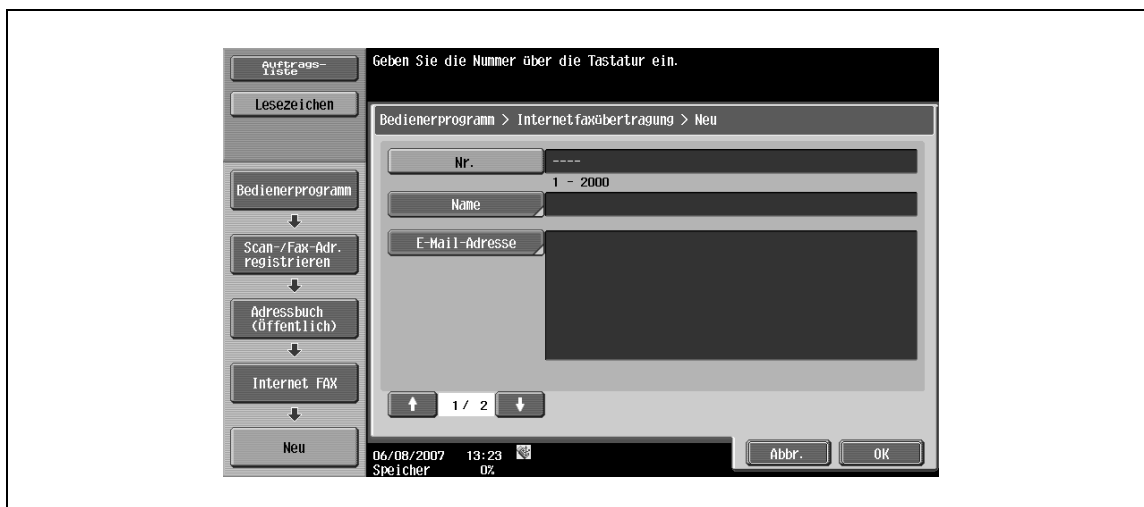 Auftrags-
liste
Lesezeichen
Bedienerprogramm
Scan-/Fax-Adr.
registrieren
Adressbuch
(Öffentlich)
Internet FAX
Neu
Geben Sie die Nummer über die Tastatur ein.
Bedienerprogramm > Internetfaxübertragung > Neu
Nr. ----
1 - 2000
Name
E-Mail-Adresse
1/ 2
06/08/2007 13:23
Speicher 0%
Abbr. OK